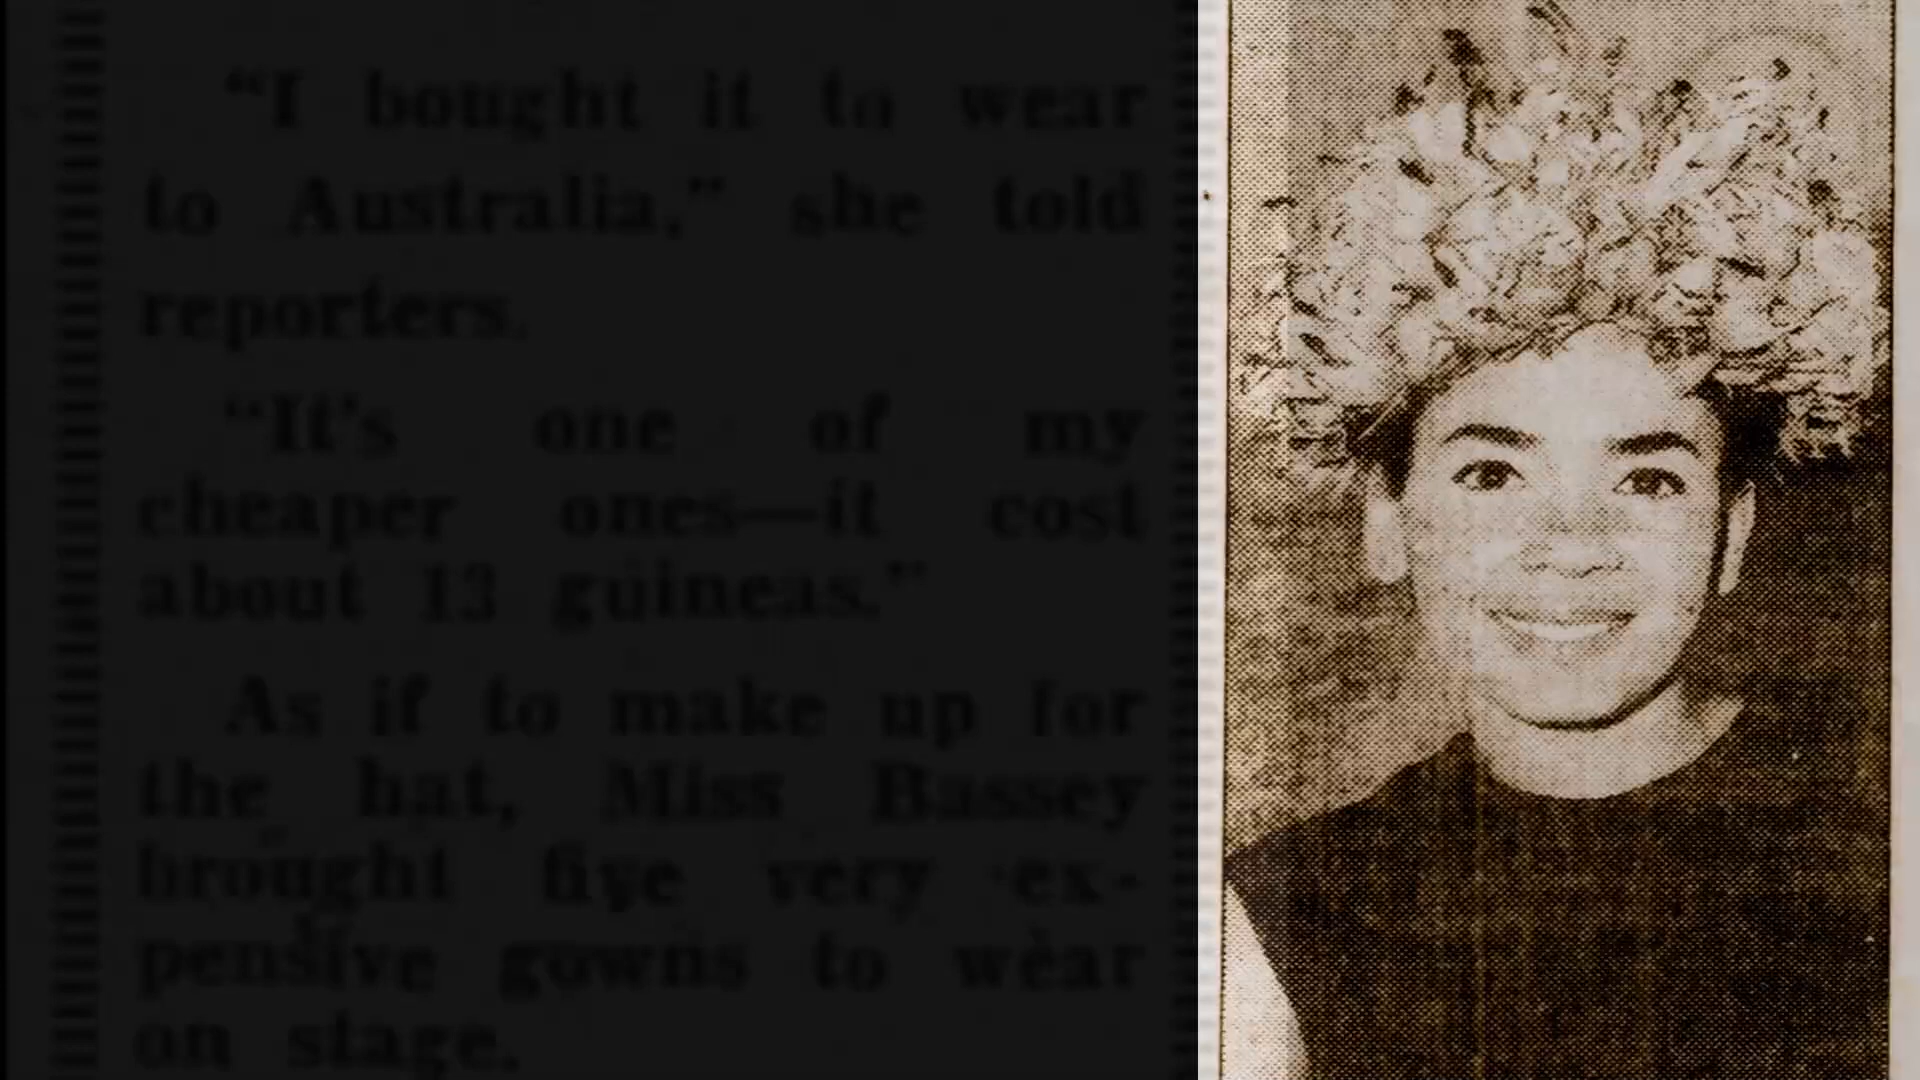 "I bought it to wear
to Australia," she told
reporters.
"It's one of my
cheaper ones—it cost
about 13 guineas."
As if to make up for
the hat, Miss Bassey
brought five very ex-
pensive gowns to wear
on stage.